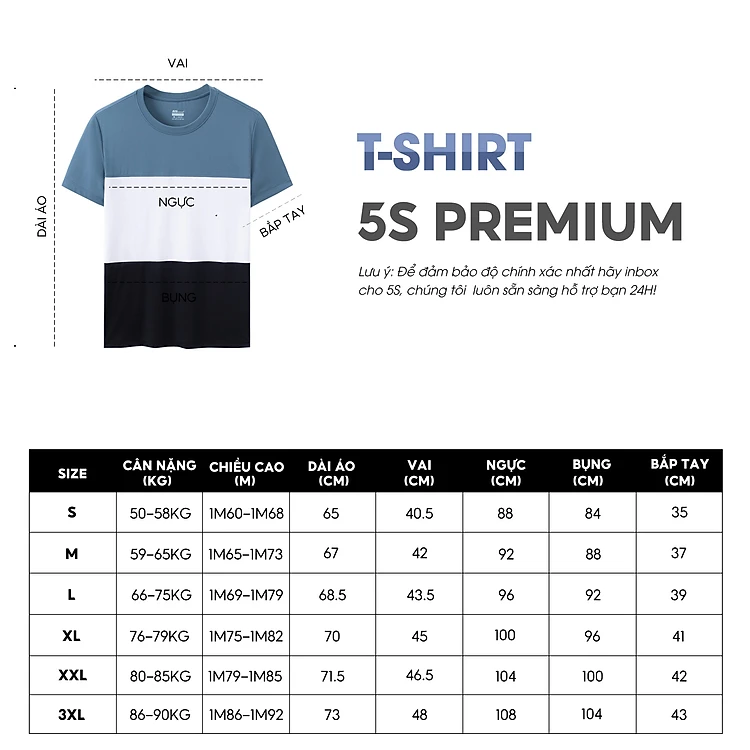 VAI
DÀI ÁO
NGỰC
BẮP TAY
BỤNG
T-SHIRT
5S PREMIUM
Lưu ý: Để đảm bảo độ chính xác nhất hãy inbox
cho 5S, chúng tôi luôn sẵn sàng hỗ trợ bạn 24H!
SIZE CÂN NẶNG (KG) CHIỀU CAO (M) DÀI ÁO (CM) VAI (CM) NGỰC (CM) BỤNG (CM) BẮP TAY (CM)
S 50-58KG 1M60-1M68 65 40.5 88 84 35
M 59-65KG 1M65-1M73 67 42 92 88 37
L 66-75KG 1M69-1M79 68.5 43.5 96 92 39
XL 76-79KG 1M75-1M82 70 45 100 96 41
XXL 80-85KG 1M79-1M85 71.5 46.5 104 100 42
3XL 86-90KG 1M86-1M92 73 48 108 104 43